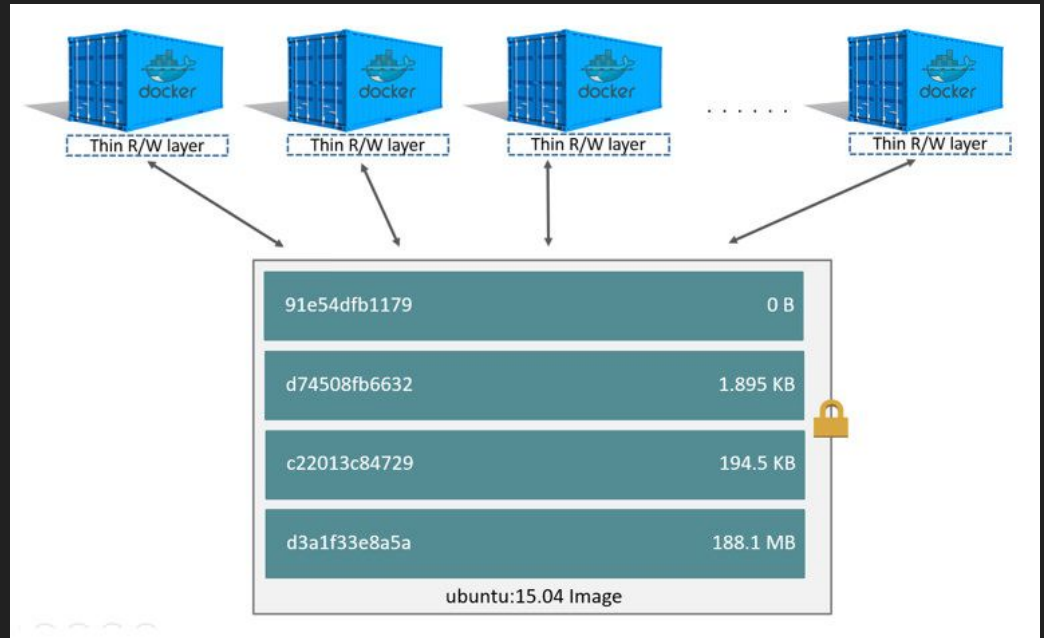 docker docker docker docker
Thin R/W layer Thin R/W layer Thin R/W layer ...... Thin R/W layer
91e54dfb1179 0 B
d74508fb6632 1.895 KB
c22013c84729 194.5 KB
d3a1f33e8a5a 188.1 MB
ubuntu:15.04 Image